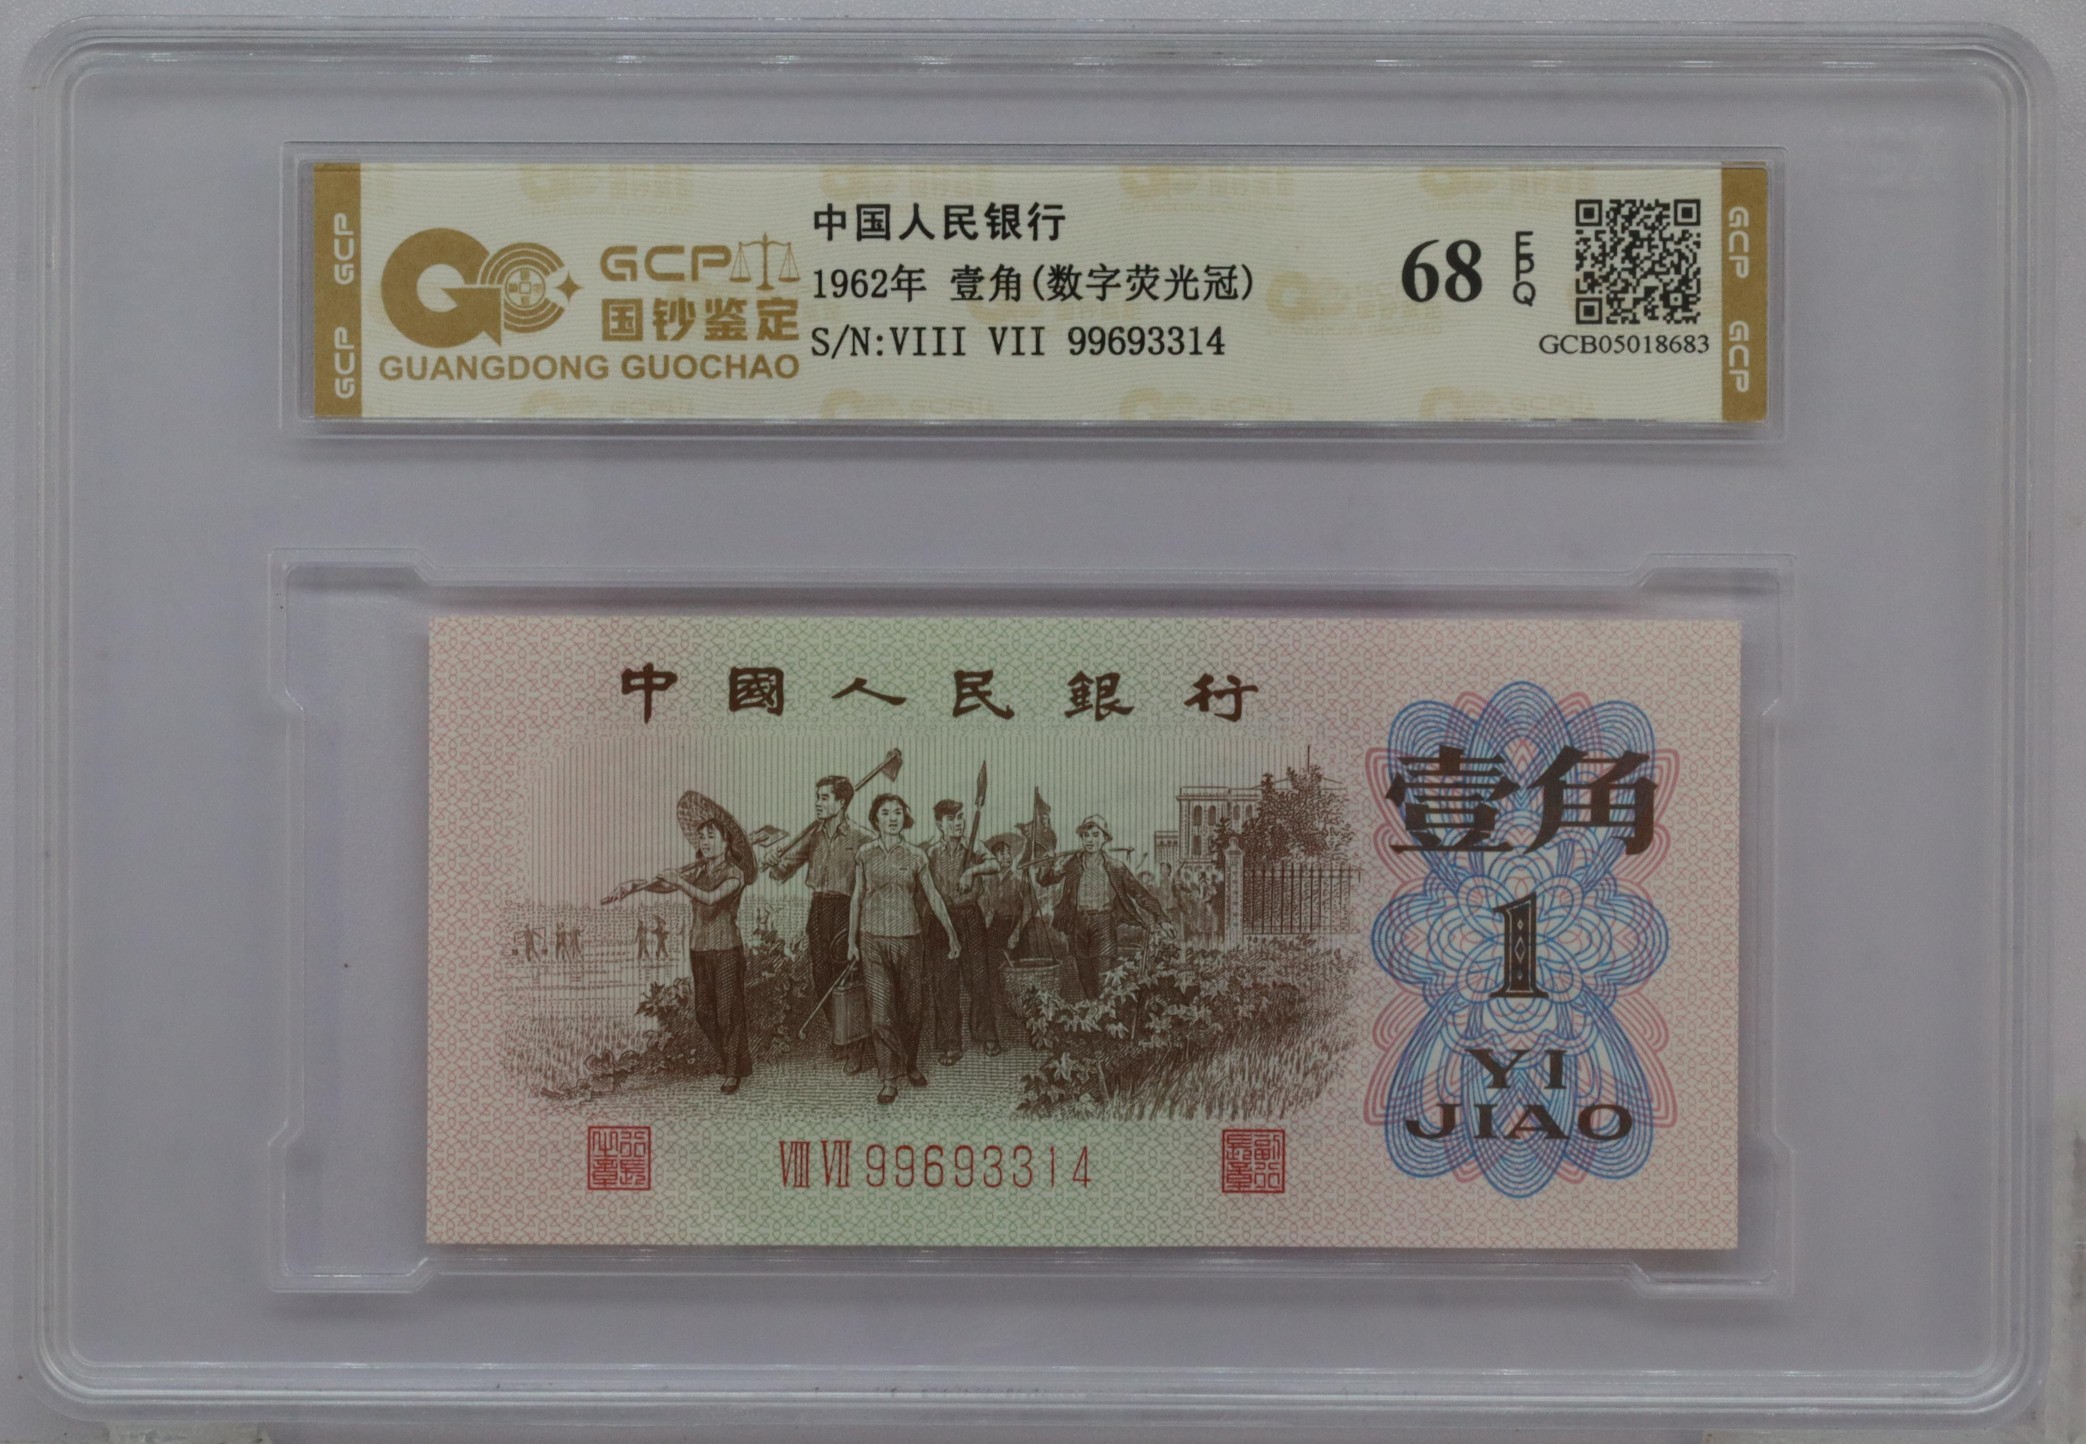 GCP
GCP
GCP
国钞鉴定
GUANGDONG GUOCHAO
中国人民银行
1962年 壹角(数字荧光冠)
S/N:VIII VII 99693314
68
EPQ
GCB05018683
GCP
GCP
中國人民銀行
壹角
1
YI
JIAO
VIII VII 99693314